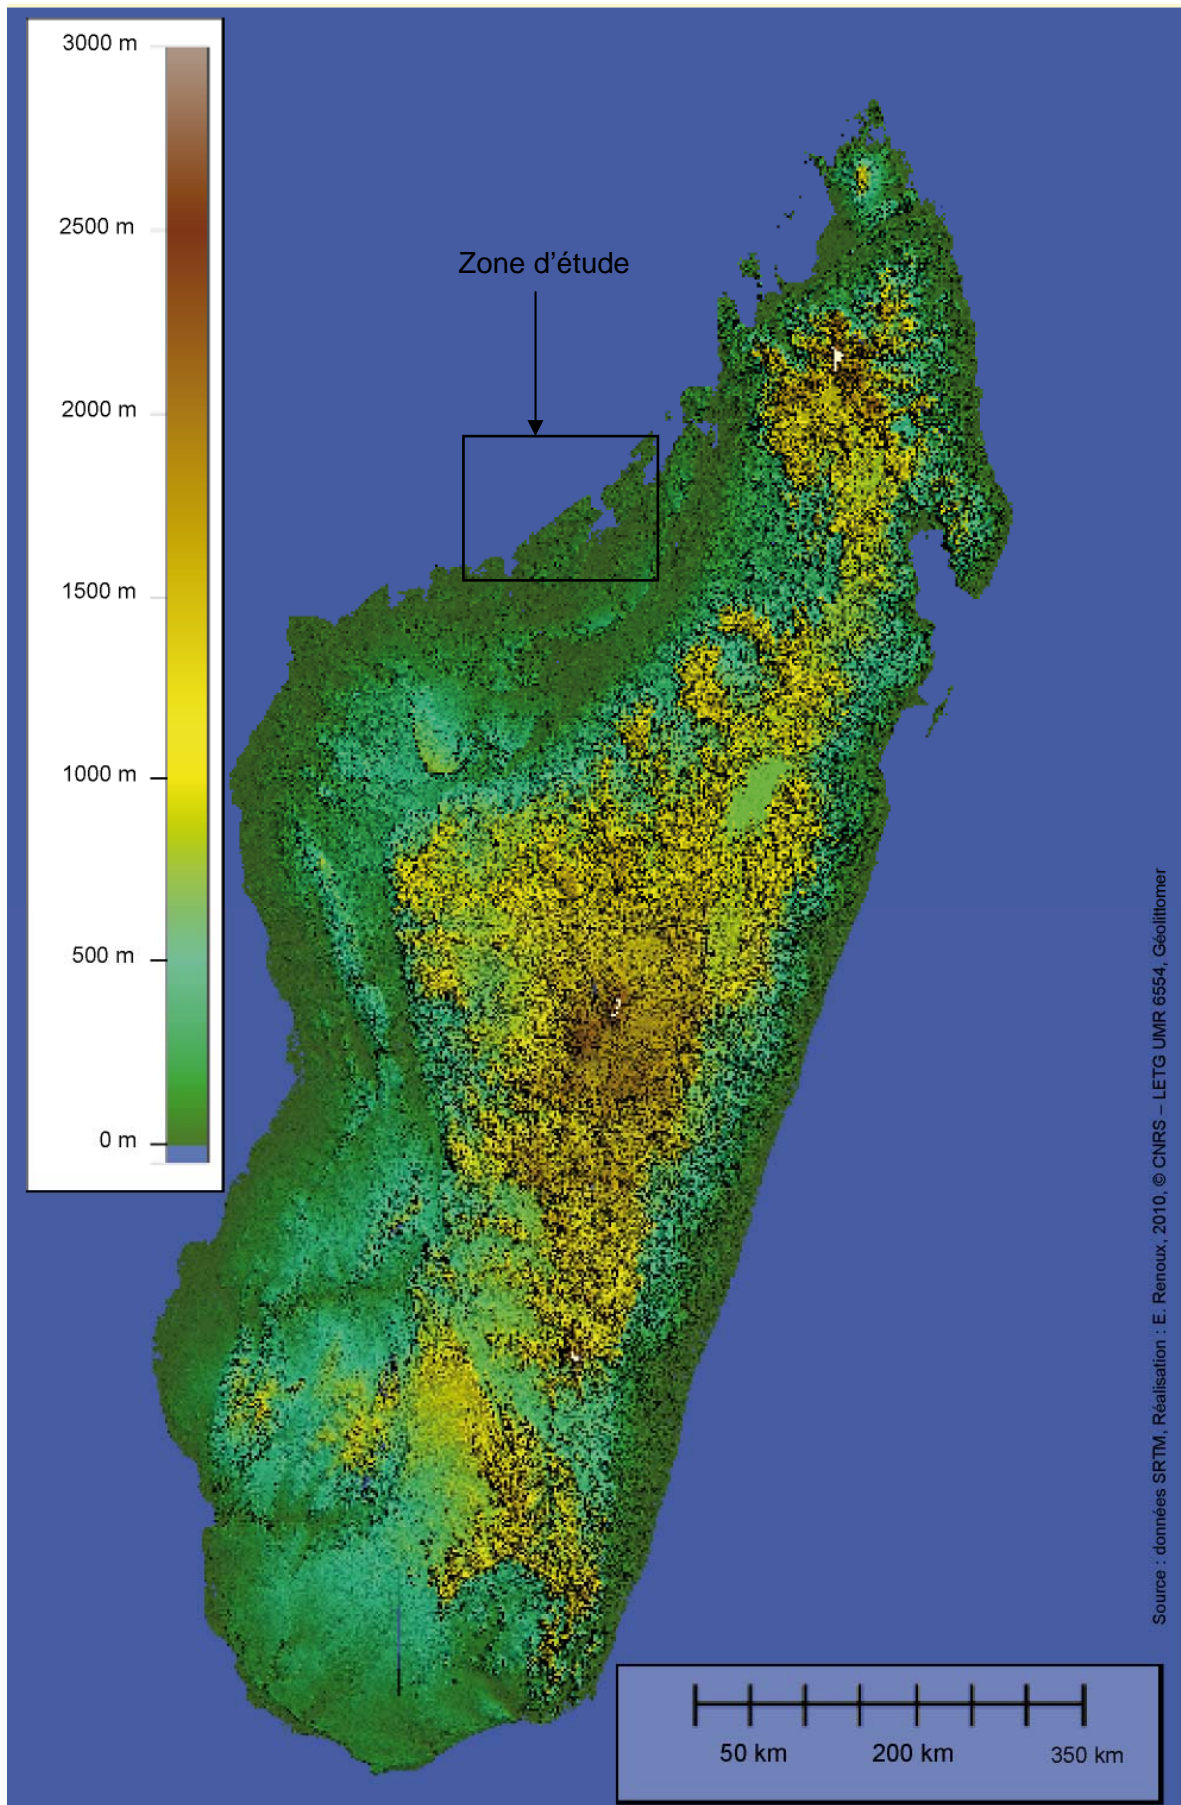 3000 m
2500 m
2000 m
1500 m
1000 m
500 m
0 m
Zone d'étude
50 km
200 km
350 km
Source : données SRTM, Réalisation : E. Renoux, 2010, © CNRS – LETG UMR 6554, Géolittomer